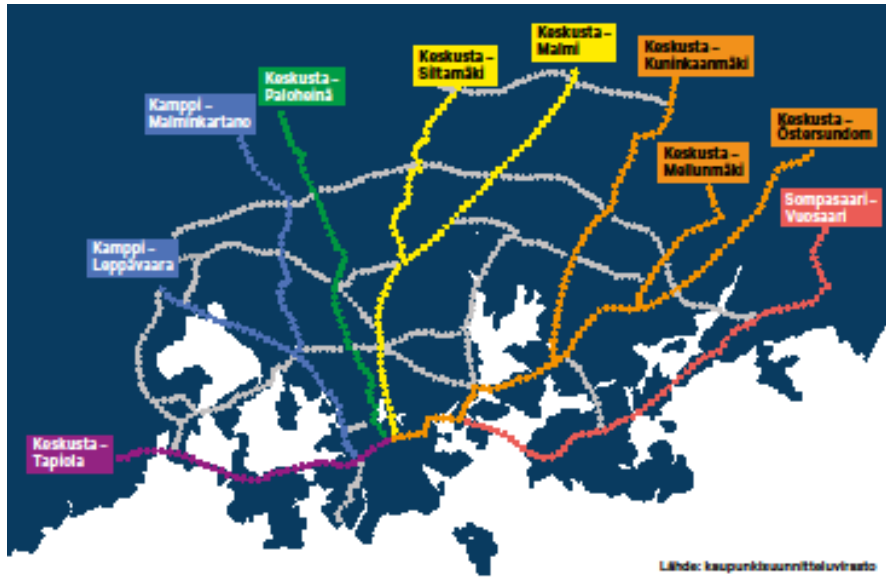 Keskusta –
Malmi
Keskusta –
Siltamäki
Keskusta –
Kuninkaanmäki
Keskusta –
Paloheinä
Kamppi –
Malminkartano
Keskusta –
Östersundom
Keskusta –
Mellunmäki
Sompasaari –
Vuosaari
Kamppi –
Leppävaara
Keskusta –
Tapiola
Lähde: kaupunkisuunnitteluvirasto